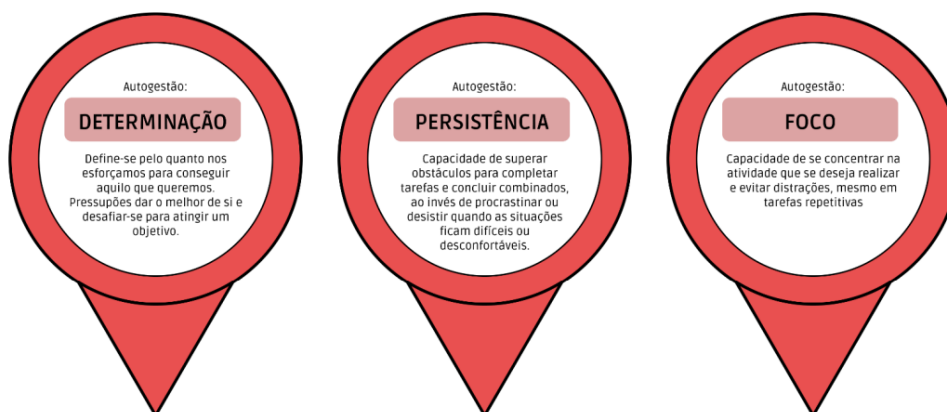 Autogestão:
DETERMINAÇÃO
Define-se pelo quanto nos
esforçamos para conseguir
aquilo que queremos.
Pressupões dar o melhor de si e
desafiar-se para atingir um
objetivo.
Autogestão:
PERSISTÊNCIA
Capacidade de superar
obstáculos para completar
tarefas e concluir combinados,
ao invés de procrastinar ou
desistir quando as situações
ficam difíceis ou
desconfortáveis.
Autogestão:
FOCO
Capacidade de se concentrar na
atividade que se deseja realizar
e evitar distrações, mesmo em
tarefas repetitivas